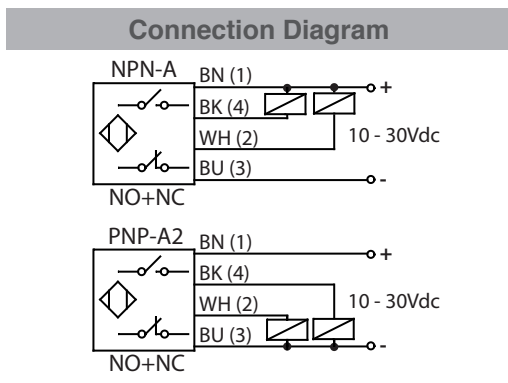 Connection Diagram
NPN-A
BN (1)
+
BK (4)
WH (2)
10 - 30Vdc
BU (3)
-
NO+NC
PNP-A2
BN (1)
+
BK (4)
WH (2)
10 - 30Vdc
BU (3)
-
NO+NC